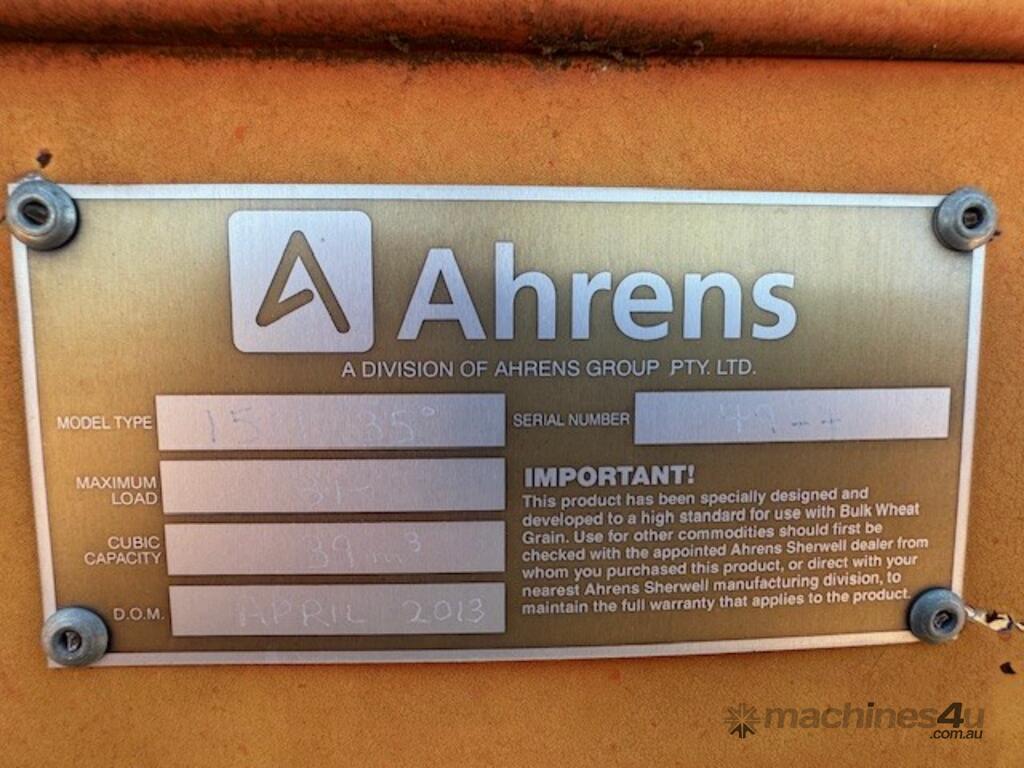 Ahrens
A DIVISION OF AHRENS GROUP PTY. LTD.
MODEL TYPE 15 35°
SERIAL NUMBER
MAXIMUM
LOAD
CUBIC
CAPACITY 39 m³
D.O.M. APRIL 2013
IMPORTANT!
This product has been specially designed and
developed to a high standard for use with Bulk Wheat
Grain. Use for other commodities should first be
checked with the appointed Ahrens Sherwell dealer from
whom you purchased this product, or direct with your
nearest Ahrens Sherwell manufacturing division, to
maintain the full warranty that applies to the product.
machines4u
.com.au